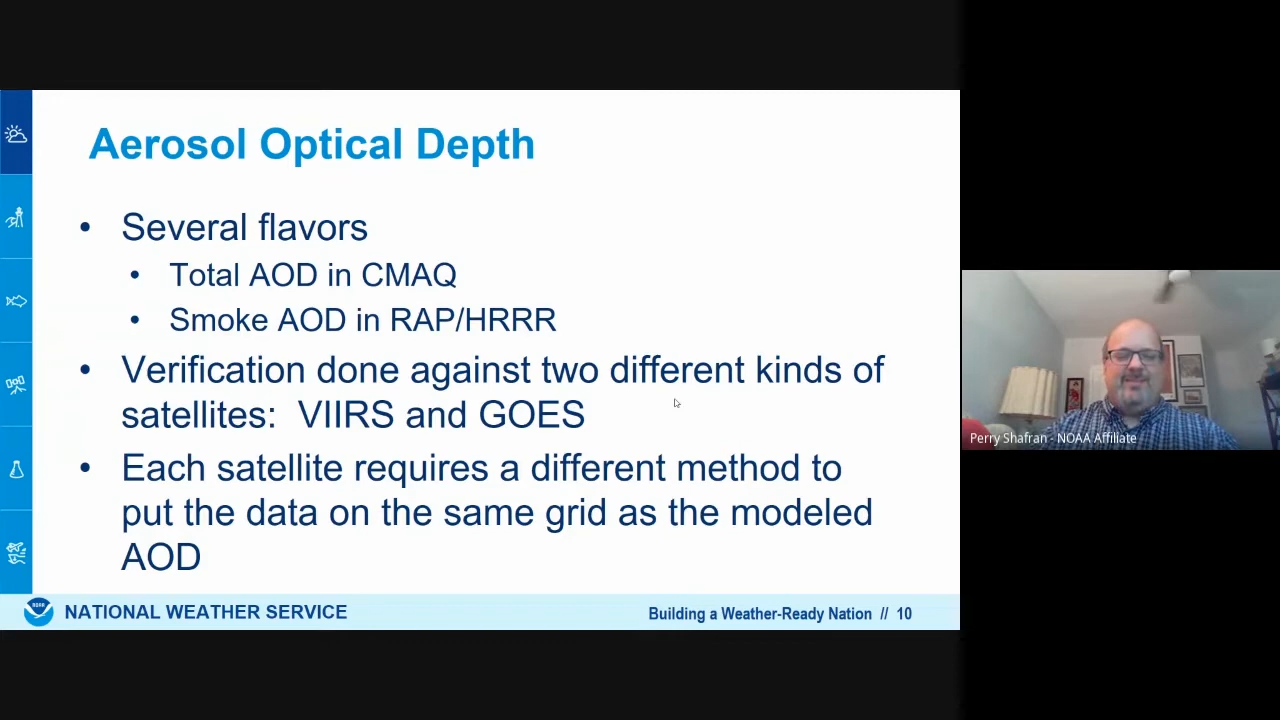 Aerosol Optical Depth
• Several flavors
• Total AOD in CMAQ
• Smoke AOD in RAP/HRRR
• Verification done against two different kinds of
satellites: VIIRS and GOES
• Each satellite requires a different method to
put the data on the same grid as the modeled
AOD
NOAA
NATIONAL WEATHER SERVICE
Building a Weather-Ready Nation // 10
Perry Shafran - NOAA Affiliate